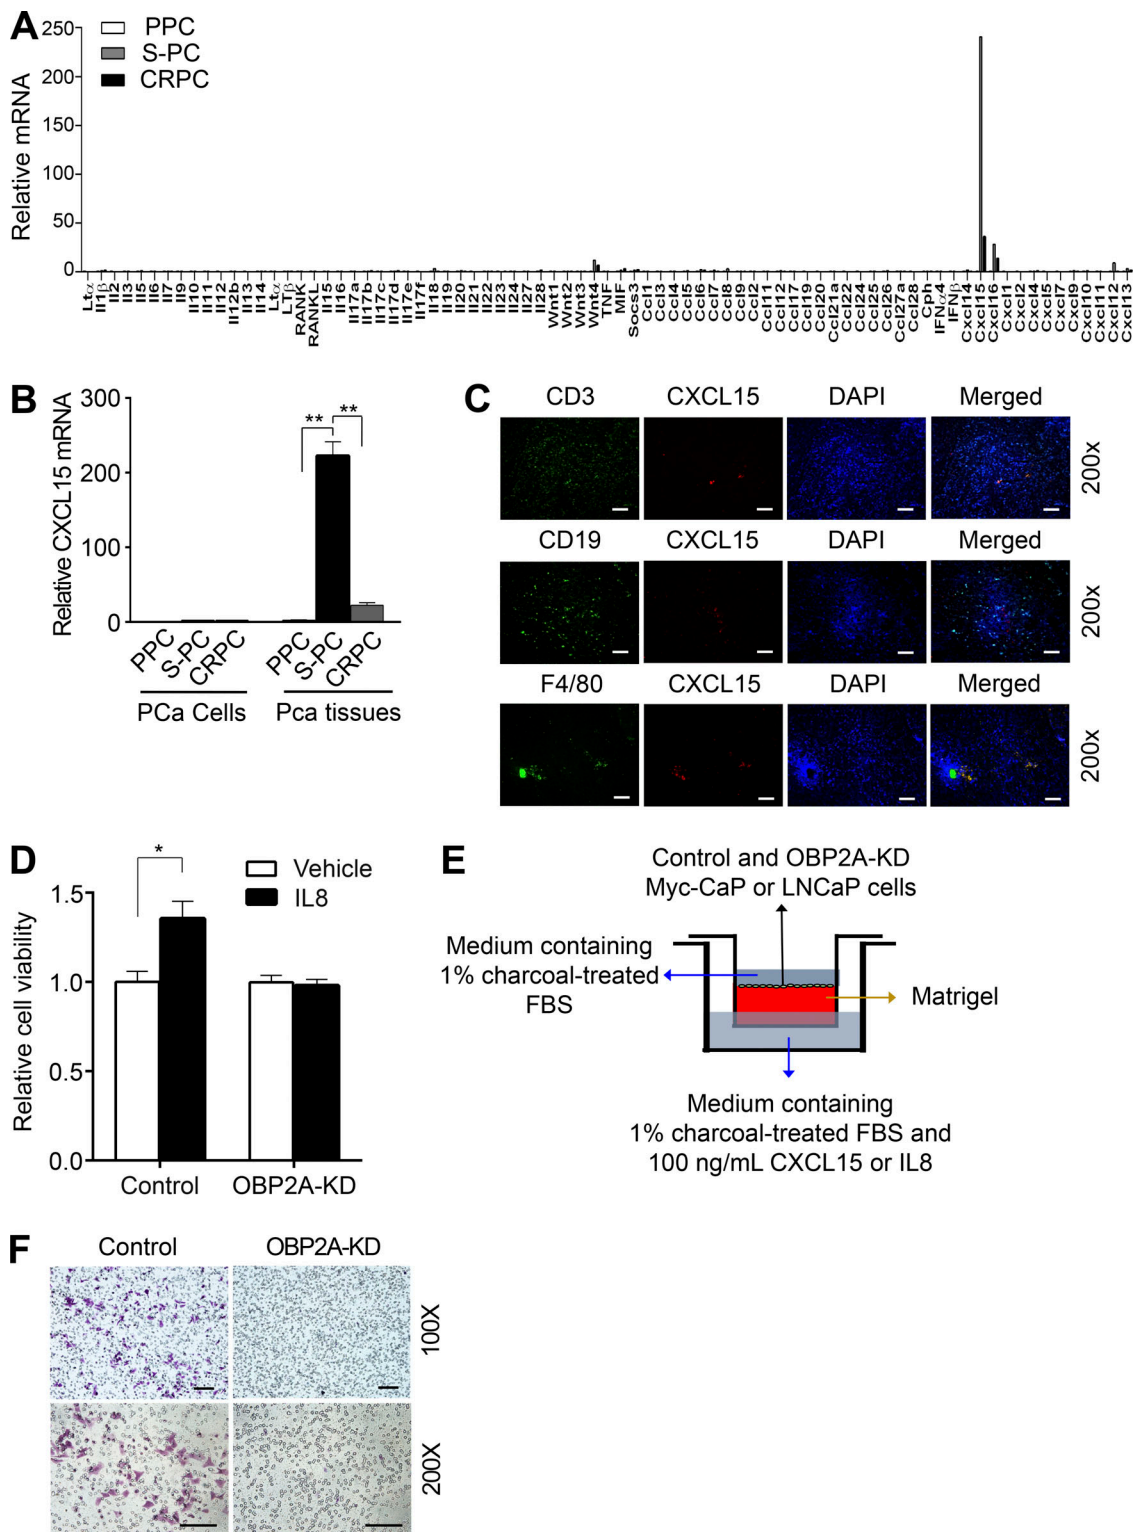 A
PPC
S-PC
CRPC
Relative mRNA
250
200
150
100
50
0
Ltα
Il1β
Il2
Il3
Il5
Il6
Il7
Il9
Il10
Il11
Il12
Il12b
Il13
Il14
Ltα
LTβ
RANK
RANKL
Il15
Il16
Il17a
Il17b
Il17c
Il17d
Il17e
Il17f
Il18
Il19
Il20
Il21
Il22
Il23
Il24
Il27
Il28
Wnt1
Wnt2
Wnt3
Wnt4
TNF
MIF
Socs3
Ccl1
Ccl3
Ccl4
Ccl5
Ccl6
Ccl7
Ccl8
Ccl9
Ccl2
Ccl11
Ccl12
Ccl17
Ccl19
Ccl20
Ccl21a
Ccl22
Ccl24
Ccl25
Ccl26
Ccl27a
Ccl28
Cph
IFNα4
IFNβ
Cxcl14
Cxcl15
Cxcl16
Cxcl1
Cxcl2
Cxcl4
Cxcl5
Cxcl7
Cxcl9
Cxcl10
Cxcl11
Cxcl12
Cxcl13
B
Relative CXCL15 mRNA
300
200
100
0
** **
PPC
S-PC
CRPC
PPC
S-PC
CRPC
PCa Cells
Pca tissues
C
CD3 CXCL15 DAPI Merged
200x
CD19 CXCL15 DAPI Merged
200x
F4/80 CXCL15 DAPI Merged
200x
D
Vehicle
IL8
*
Relative cell viability
1.5
1.0
0.5
0.0
Control OBP2A-KD
E
Control and OBP2A-KD
Myc-CaP or LNCaP cells
Medium containing
1% charcoal-treated
FBS
Matrigel
Medium containing
1% charcoal-treated FBS and
100 ng/mL CXCL15 or IL8
F
Control OBP2A-KD
100X
200X